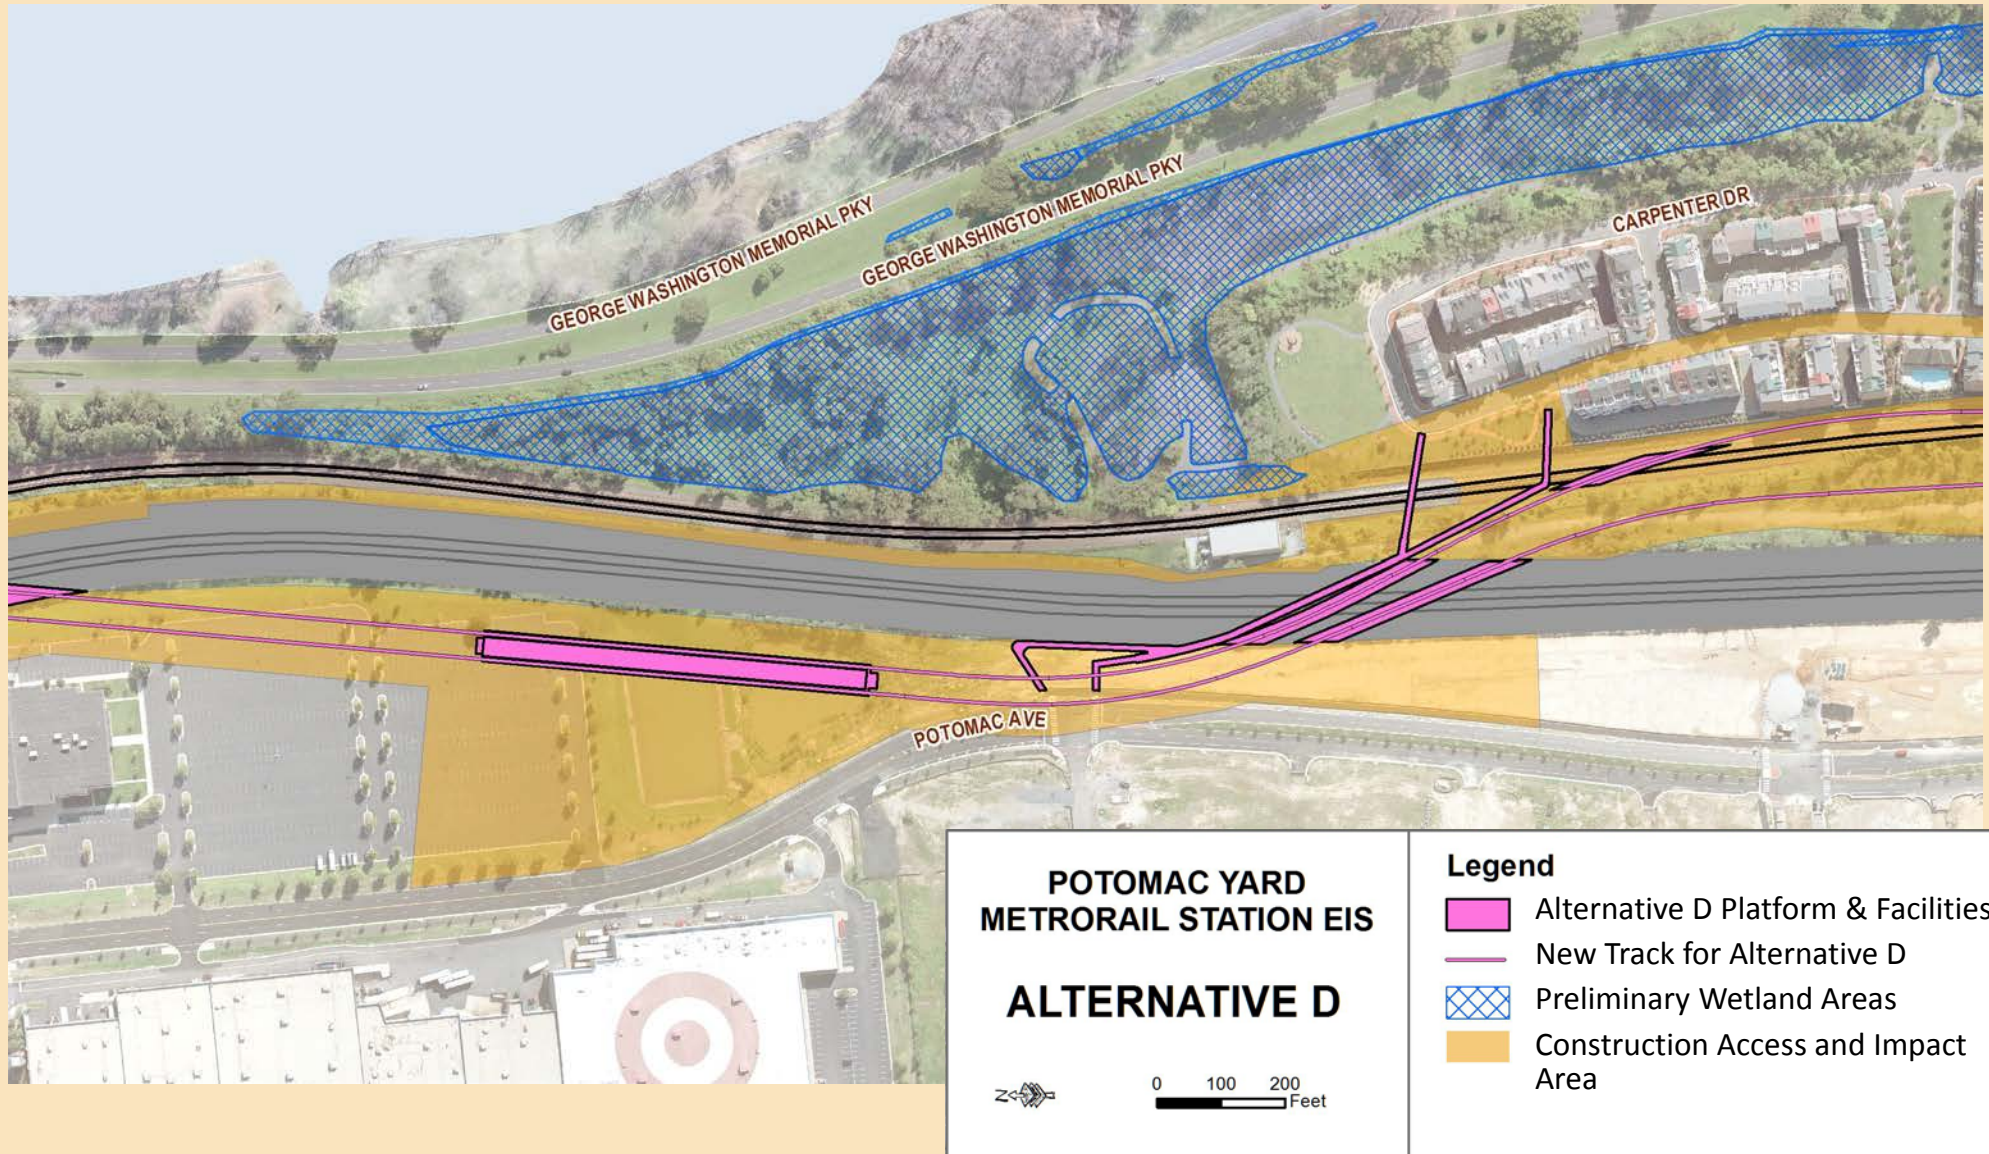 GEORGE WASHINGTON MEMORIAL PKY
GEORGE WASHINGTON MEMORIAL PKY
CARPENTER DR
POTOMAC AVE
POTOMAC YARD
METRORAIL STATION EIS
ALTERNATIVE D
N
0 100 200
Feet
Legend
Alternative D Platform & Facilities
New Track for Alternative D
Preliminary Wetland Areas
Construction Access and Impact
Area